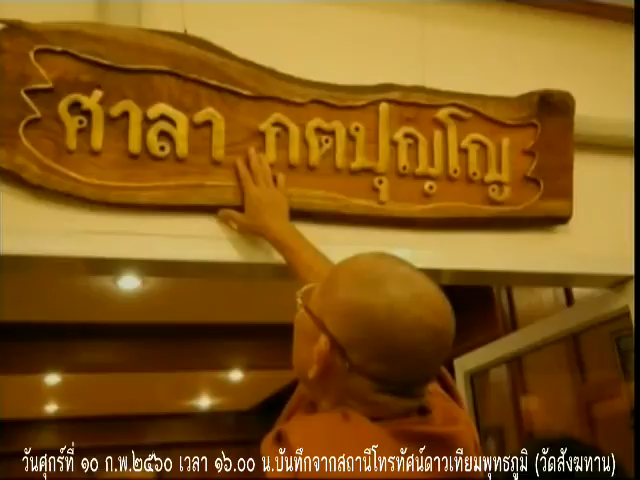 ศาลา กตปุญฺโญ
วันศุกร์ที่ ๑๐ ก.พ.๒๕๖๐ เวลา ๑๖.๐๐ น.บันทึกจากสถานีโทรทัศน์ดาวเทียมพุทธภูมิ (วัดสังฆทาน)